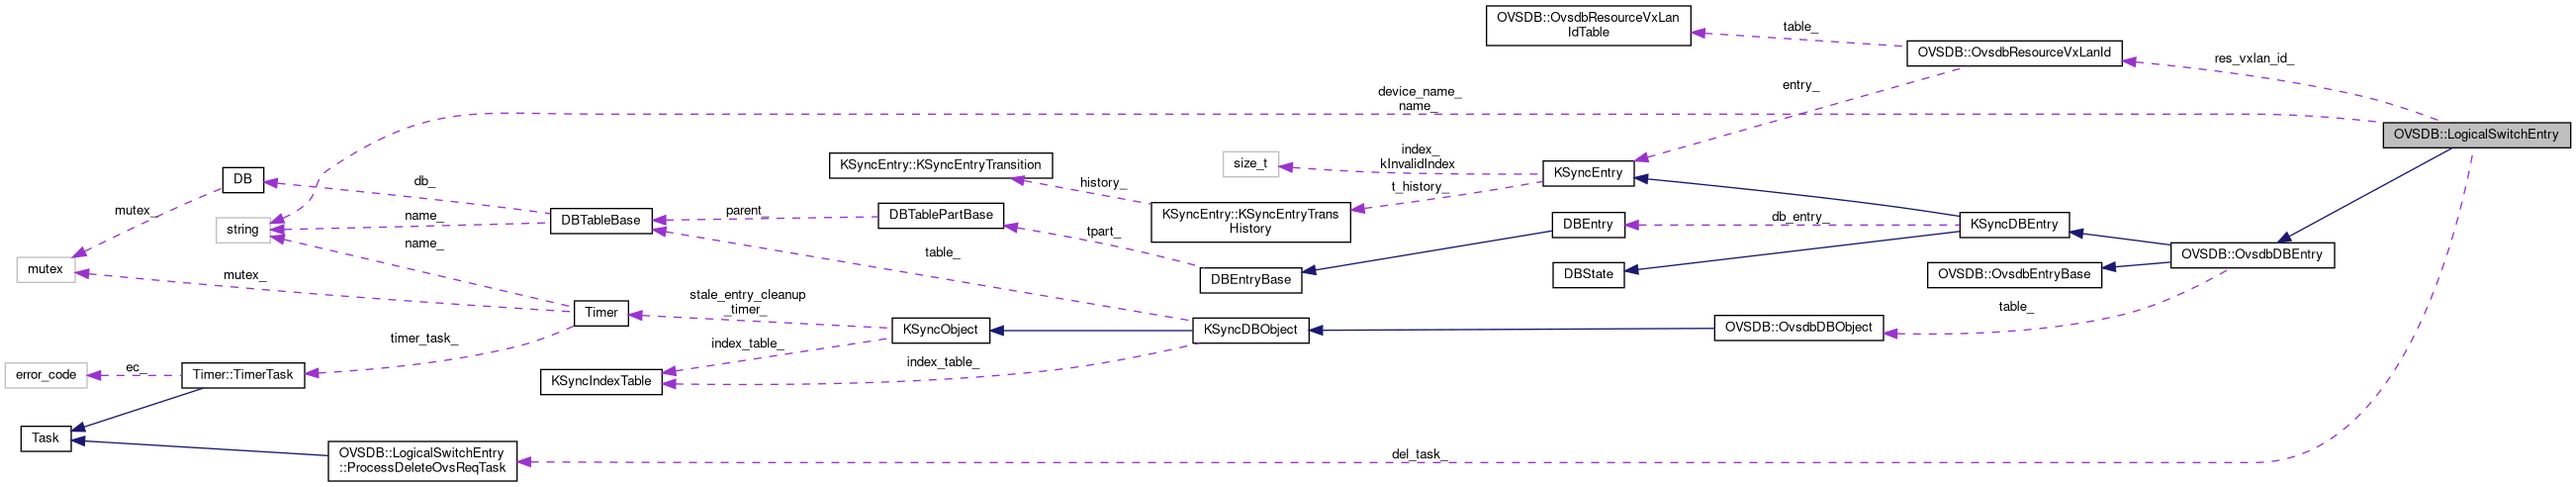 OVSDB::OvsdbResourceVxLan
IdTable
table_
OVSDB::OvsdbResourceVxLanId
res_vxlan_id_
entry_
device_name_
name_
OVSDB::LogicalSwitchEntry
KSyncEntry::KSyncEntryTransition
size_t
index_
kInvalidIndex
KSyncEntry
DB
db_
history_
t_history_
mutex_
string
name_
DBTableBase
parent_
DBTablePartBase
KSyncEntry::KSyncEntryTrans
History
DBEntry
db_entry_
KSyncDBEntry
tpart_
name_
table_
OVSDB::OvsdbDBEntry
mutex
mutex_
DBEntryBase
DBState
OVSDB::OvsdbEntryBase
stale_entry_cleanup
_timer_
table_
Timer
KSyncObject
KSyncDBObject
OVSDB::OvsdbDBObject
timer_task_
index_table_
index_table_
error_code
ec_
Timer::TimerTask
KSyncIndexTable
Task
OVSDB::LogicalSwitchEntry
::ProcessDeleteOvsReqTask
del_task_